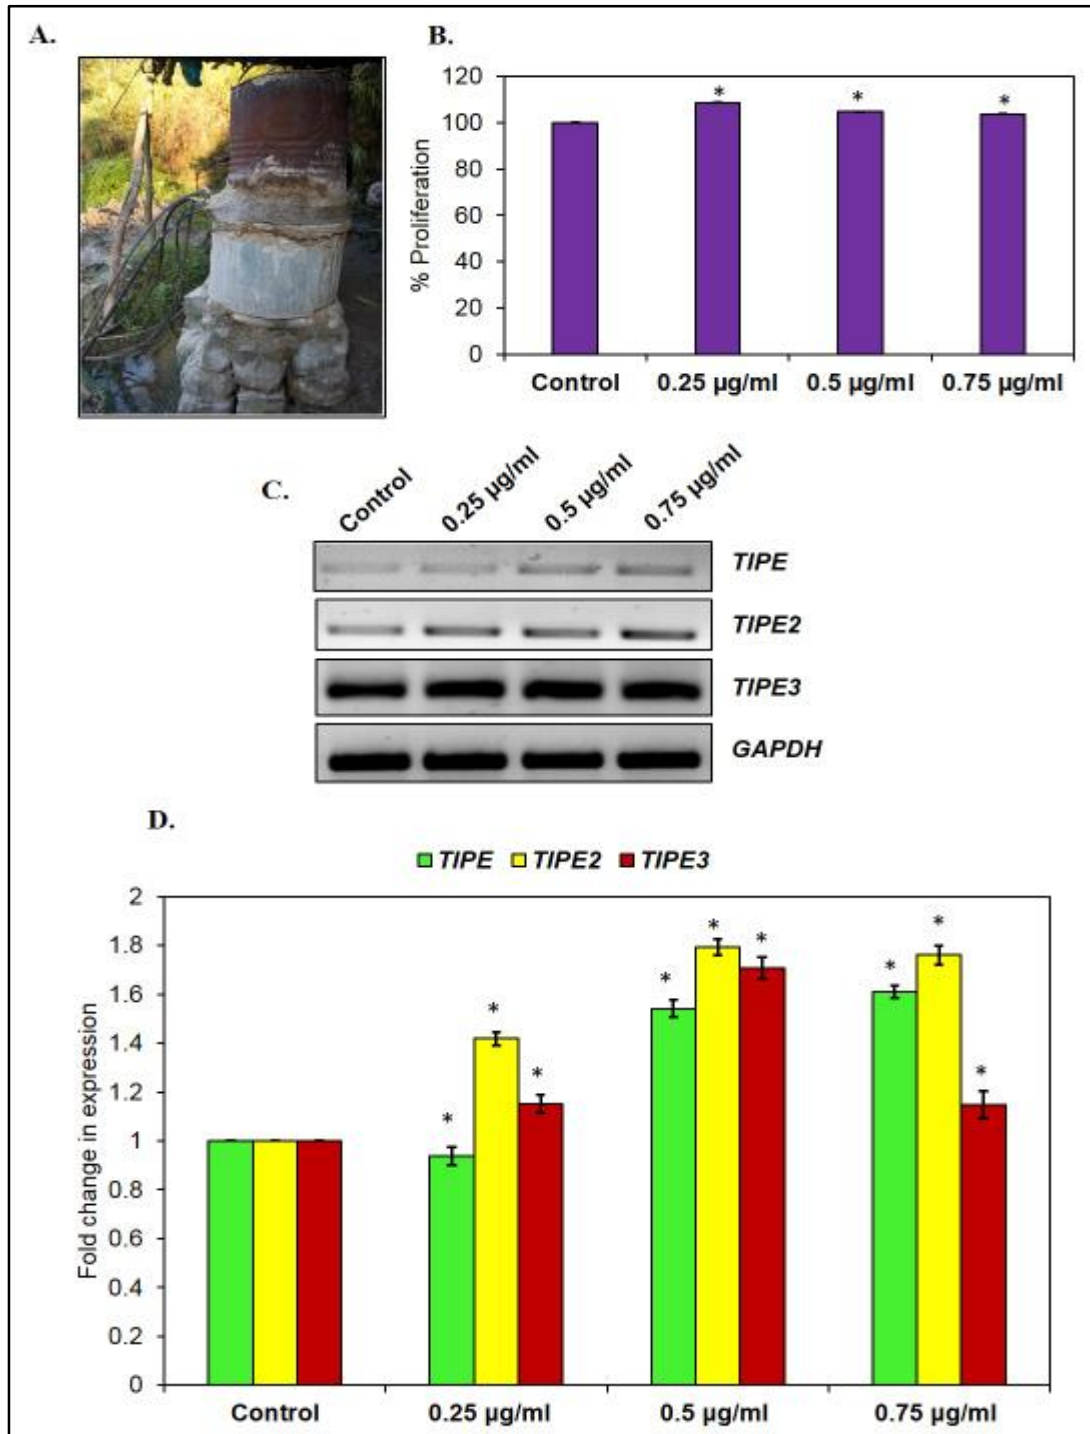 A.
B.
120
100
80
60
40
20
0
% Proliferation
* * *
Control 0.25 µg/ml 0.5 µg/ml 0.75 µg/ml
C.
Control 0.25 µg/ml 0.5 µg/ml 0.75 µg/ml
TIPE
TIPE2
TIPE3
GAPDH
D.
TIPE TIPE2 TIPE3
2
1.8
1.6
1.4
1.2
1
0.8
0.6
0.4
0.2
0
Fold change in expression
* * * * * * * * *
Control 0.25 µg/ml 0.5 µg/ml 0.75 µg/ml